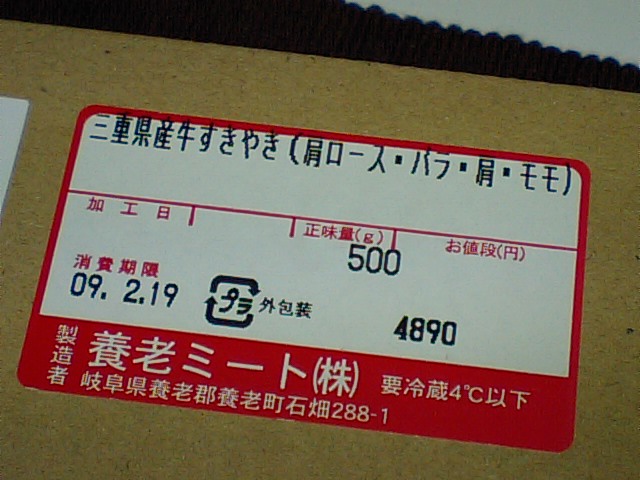 三重県産牛すきやき(肩ロース・バラ・肩・モモ)
加工日 正味量(g) お値段(円)
500
消費期限
09. 2.19
プラ 外包装
4890
製造者 養老ミート(株) 要冷蔵4℃以下
岐阜県養老郡養老町石畑288-1